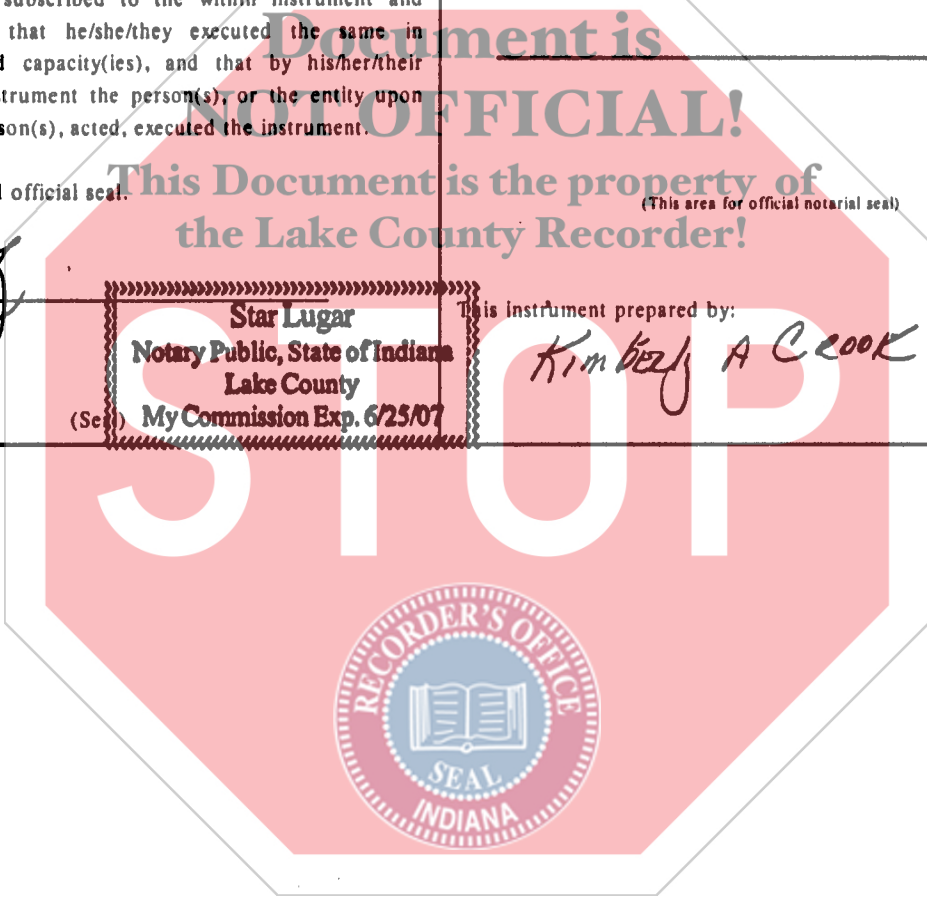 subscribed to the within instrument and
that he/she/they executed the same in
capacity(ies), and that by his/her/their
trument the person(s), or the entity upon
son(s), acted, executed the instrument.
official seal.
Document is
NOT OFFICIAL!
This Document is the property of
the Lake County Recorder!
(This area for official notarial seal)
Star Lugar
Notary Public, State of Indiana
Lake County
(Seal) My Commission Exp. 6/25/07
This instrument prepared by:
Kimberly A Crook
STOP
RECORDER'S OFFICE
SEAL
INDIANA